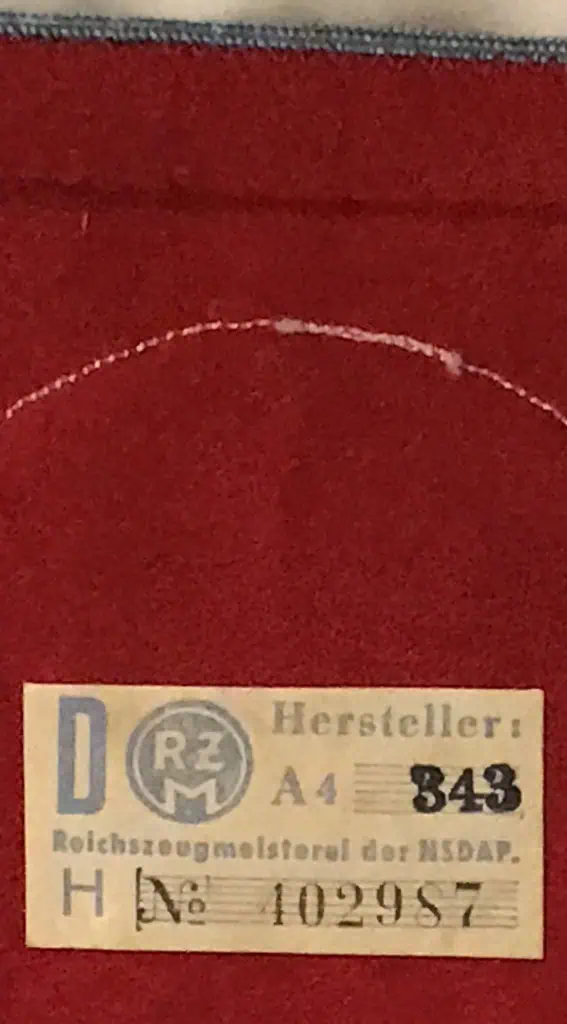 D RZM Hersteller:
A4 343
Reichszeugmeisterei der NSDAP.
H № 402987